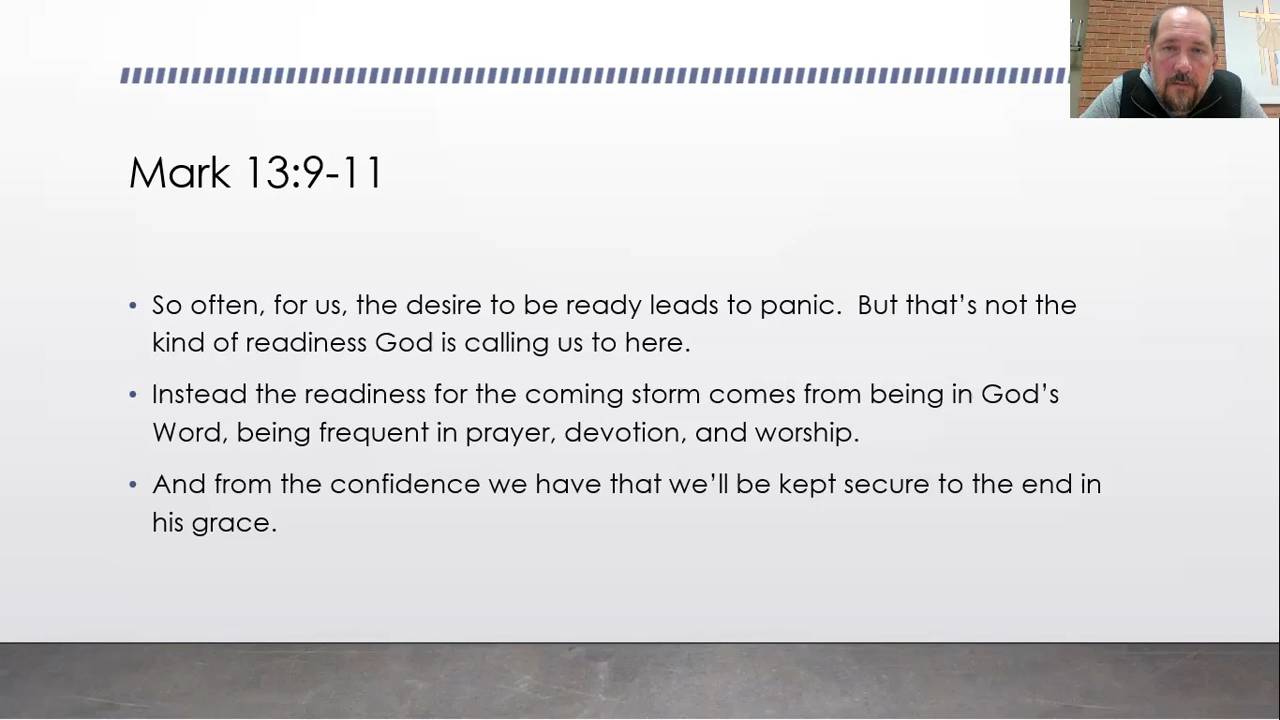 Mark 13:9-11
• So often, for us, the desire to be ready leads to panic.  But that’s not the
kind of readiness God is calling us to here.
• Instead the readiness for the coming storm comes from being in God’s
Word, being frequent in prayer, devotion, and worship.
• And from the confidence we have that we’ll be kept secure to the end in
his grace.